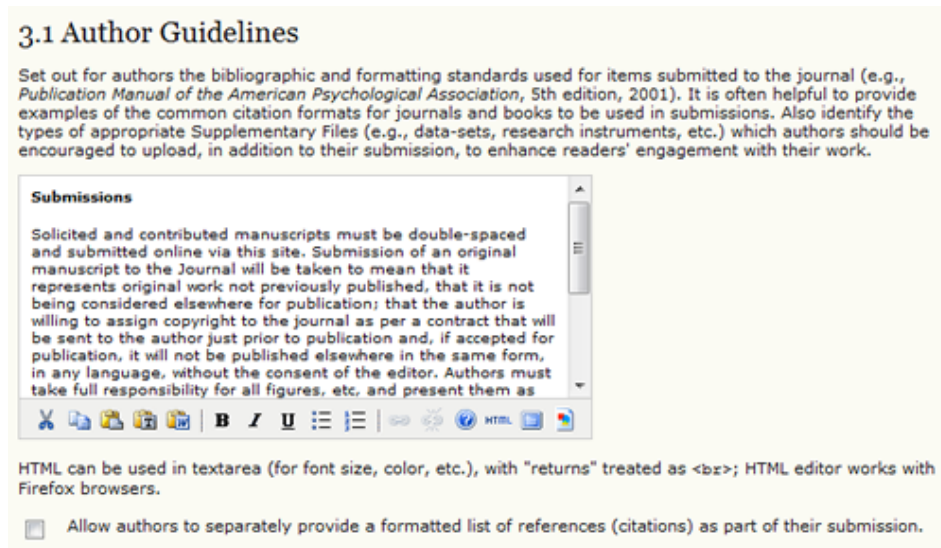 3.1 Author Guidelines
Set out for authors the bibliographic and formatting standards used for items submitted to the journal (e.g.,
Publication Manual of the American Psychological Association, 5th edition, 2001). It is often helpful to provide
examples of the common citation formats for journals and books to be used in submissions. Also identify the
types of appropriate Supplementary Files (e.g., data-sets, research instruments, etc.) which authors should be
encouraged to upload, in addition to their submission, to enhance readers' engagement with their work.
Submissions
Solicited and contributed manuscripts must be double-spaced
and submitted online via this site. Submission of an original
manuscript to the Journal will be taken to mean that it
represents original work not previously published, that it is not
being considered elsewhere for publication; that the author is
willing to assign copyright to the journal as per a contract that will
be sent to the author just prior to publication and, if accepted for
publication, it will not be published elsewhere in the same form,
in any language, without the consent of the editor. Authors must
take full responsibility for all figures, etc, and present them as
B I U HTML
HTML can be used in textarea (for font size, color, etc.), with "returns" treated as <br>; HTML editor works with
Firefox browsers.
Allow authors to separately provide a formatted list of references (citations) as part of their submission.